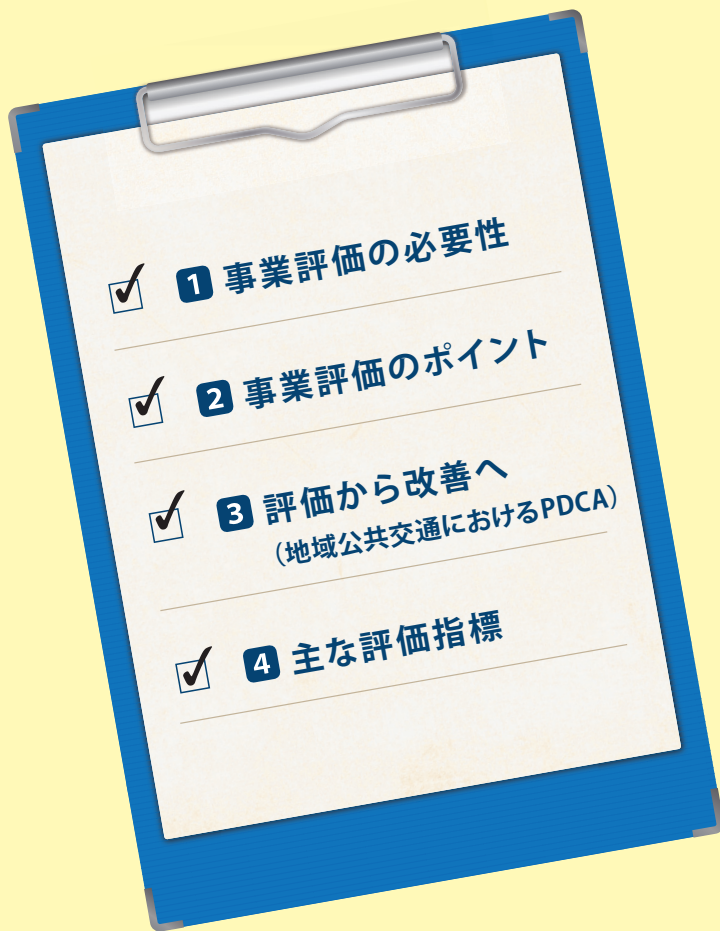 1 事業評価の必要性
2 事業評価のポイント
3 評価から改善へ
（地域公共交通におけるPDCA）
4 主な評価指標